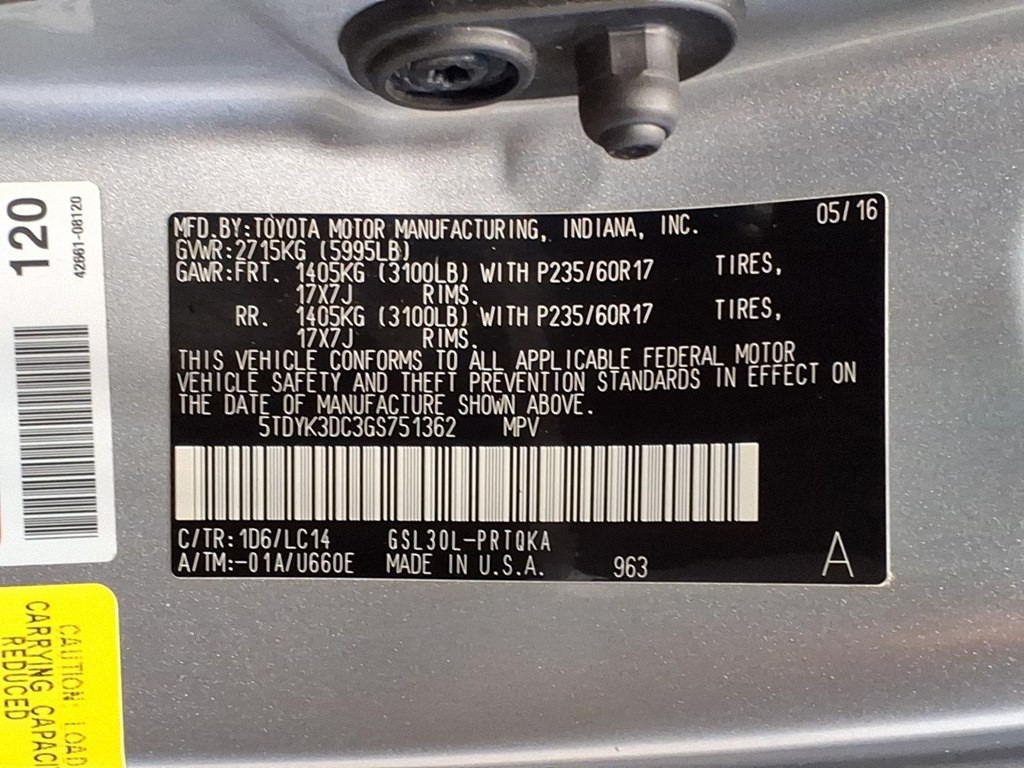 120
42661-08120
MFD.BY:TOYOTA MOTOR MANUFACTURING, INDIANA, INC. 05/16
GVWR:2715KG (5995LB)
GAWR:FRT. 1405KG (3100LB) WITH P235/60R17 TIRES,
17X7J RIMS.
RR. 1405KG (3100LB) WITH P235/60R17 TIRES,
17X7J RIMS.
THIS VEHICLE CONFORMS TO ALL APPLICABLE FEDERAL MOTOR
VEHICLE SAFETY AND THEFT PREVENTION STANDARDS IN EFFECT ON
THE DATE OF MANUFACTURE SHOWN ABOVE.
5TDYK3DC3GS751362 MPV
C/TR:1D6/LC14 GSL30L-PRTQKA
A/TM:-01A/U660E MADE IN U.S.A. 963 A
CAUTION: LOAD
CARRYING CAPACI
REDUCED